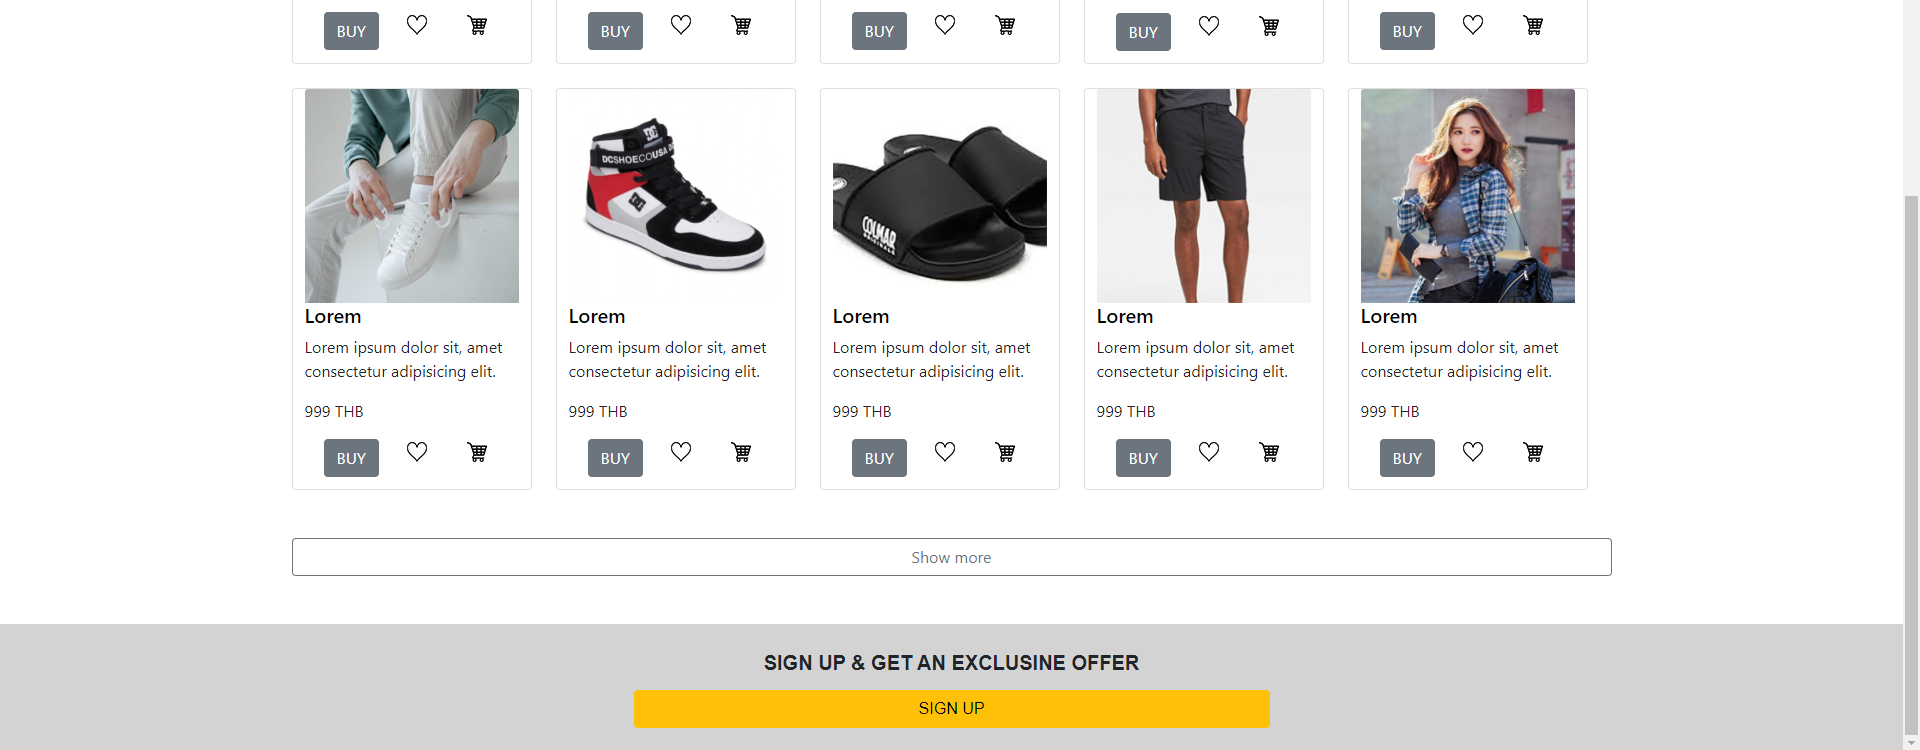 BUY BUY BUY BUY BUY
DC
DCSHOECOUSA DC
DC
COLMAR
ORIGINALS
Lorem Lorem Lorem Lorem Lorem
Lorem ipsum dolor sit, amet Lorem ipsum dolor sit, amet Lorem ipsum dolor sit, amet Lorem ipsum dolor sit, amet Lorem ipsum dolor sit, amet
consectetur adipisicing elit. consectetur adipisicing elit. consectetur adipisicing elit. consectetur adipisicing elit. consectetur adipisicing elit.
999 THB 999 THB 999 THB 999 THB 999 THB
BUY BUY BUY BUY BUY
Show more
SIGN UP & GET AN EXCLUSINE OFFER
SIGN UP